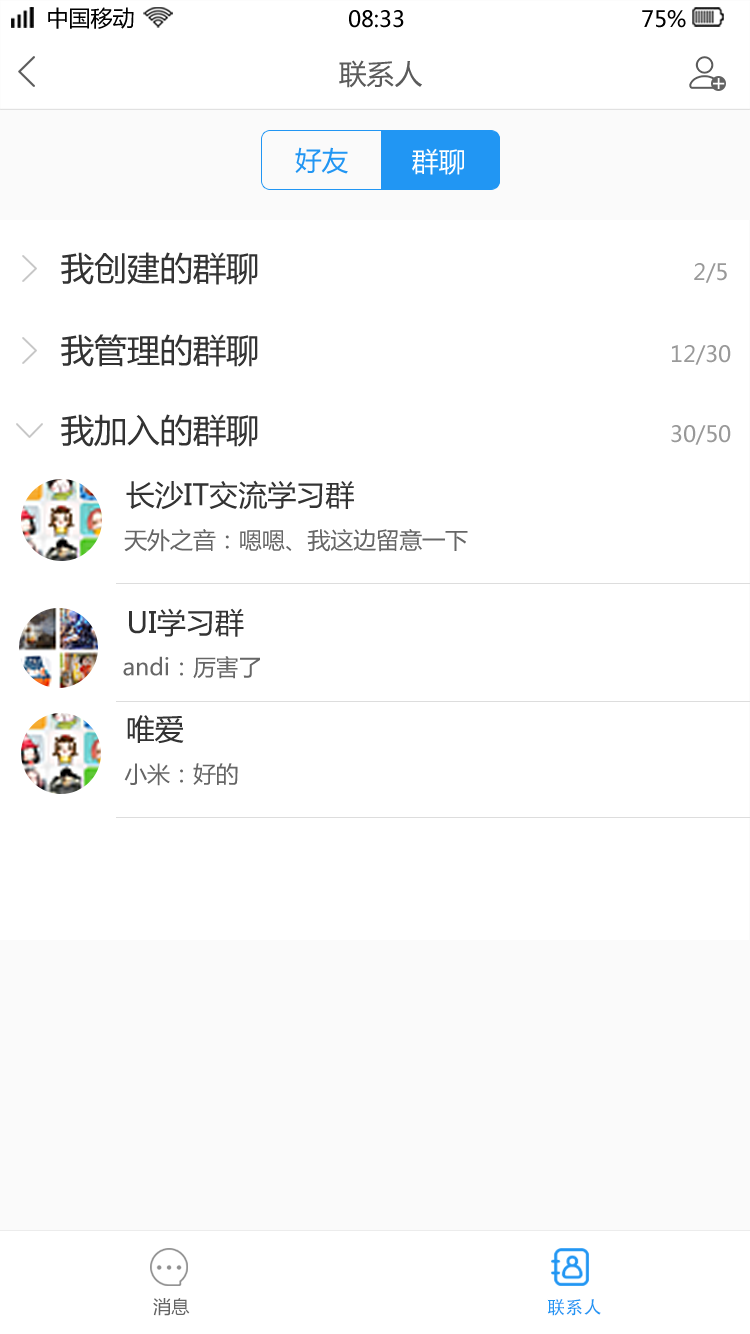 中国移动 08:33 75%
联系人
好友 群聊
我创建的群聊 2/5
我管理的群聊 12/30
我加入的群聊 30/50
长沙IT交流学习群
天外之音：嗯嗯、我这边留意一下
UI学习群
andi：厉害了
唯爱
小米：好的
消息 联系人